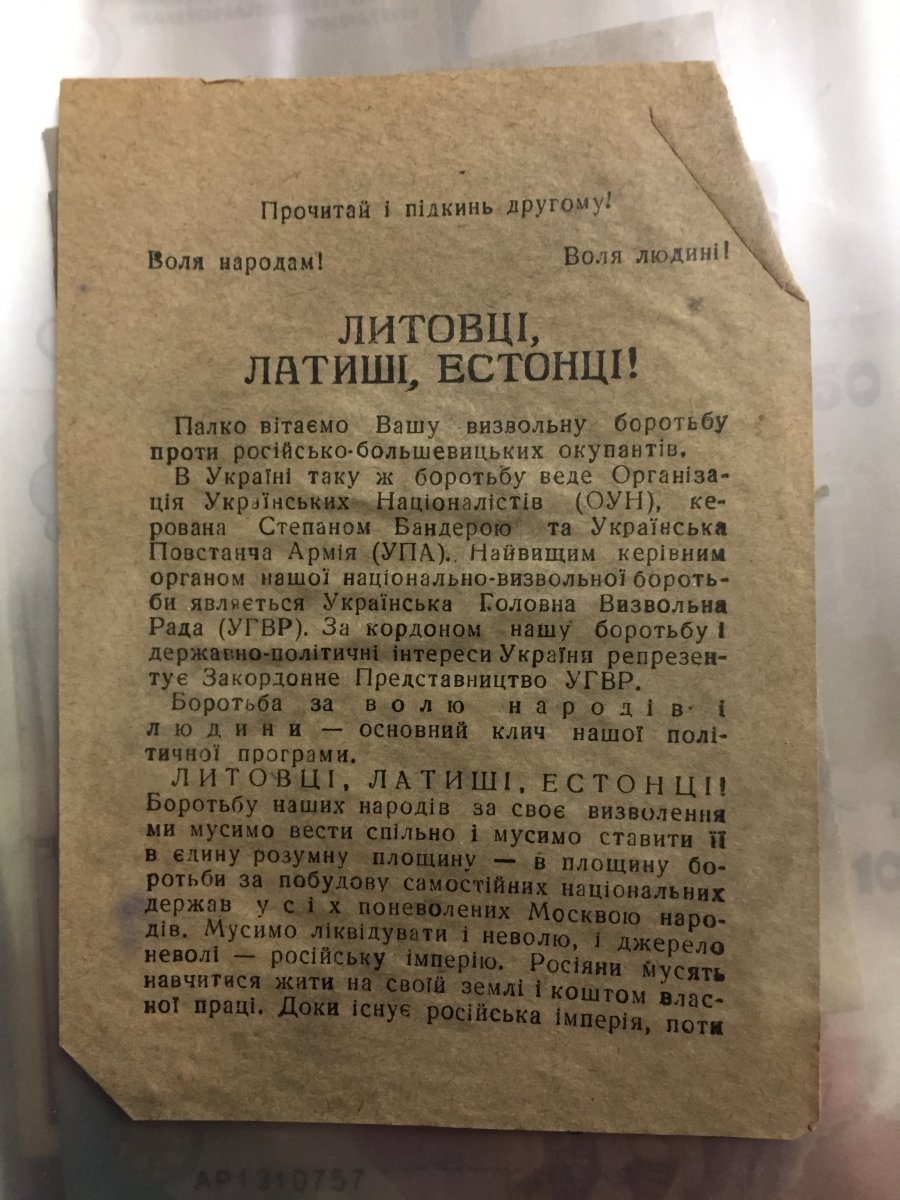 Прочитай і підкинь другому!
Воля народам! Воля людині!
ЛИТОВЦІ,
ЛАТИШІ, ЕСТОНЦІ!
Палко вітаємо Вашу визвольну боротьбу
проти російсько-большевицьких окупантів.
В Україні таку ж боротьбу веде Організа-
ція Українських Націоналістів (ОУН), ке-
рована Степаном Бандерою та Українська
Повстанча Армія (УПА). Найвищим керівним
органом нашої національно-визвольної бороть-
би являється Українська Головна Визвольна
Рада (УГВР). За кордоном нашу боротьбу і
державно-політичні інтереси України репрезен-
тує Закордонне Представництво УГВР.
Боротьба за волю народів і
людини — основний клич нашої полі-
тичної програми.
ЛИТОВЦІ, ЛАТИШІ, ЕСТОНЦІ!
Боротьбу наших народів за своє визволення
ми мусимо вести спільно і мусимо ставити її
в єдину розумну площину — в площину бо-
ротьби за побудову самостійних національних
держав усіх поневолених Москвою наро-
дів. Мусимо ліквідувати і неволю, і джерело
неволі — російську імперію. Росіяни мусять
навчитися жити на своїй землі і коштом влас-
ної праці. Доки існує російська імперія, поти
AP1310757